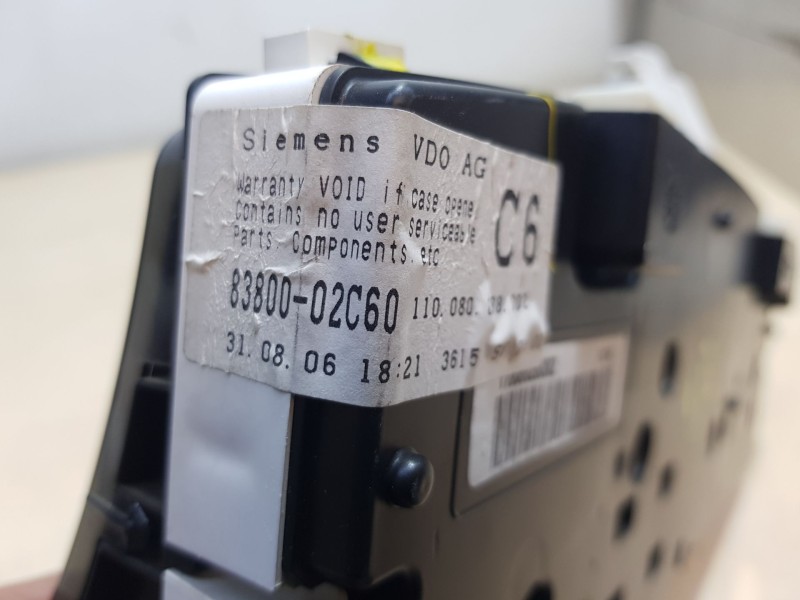 Siemens VDO AG
Warranty VOID if case opene
contains no user serviceable
Parts, Components, etc
C6
83800-02C60 110.080.
31.08.06 18:21 3615